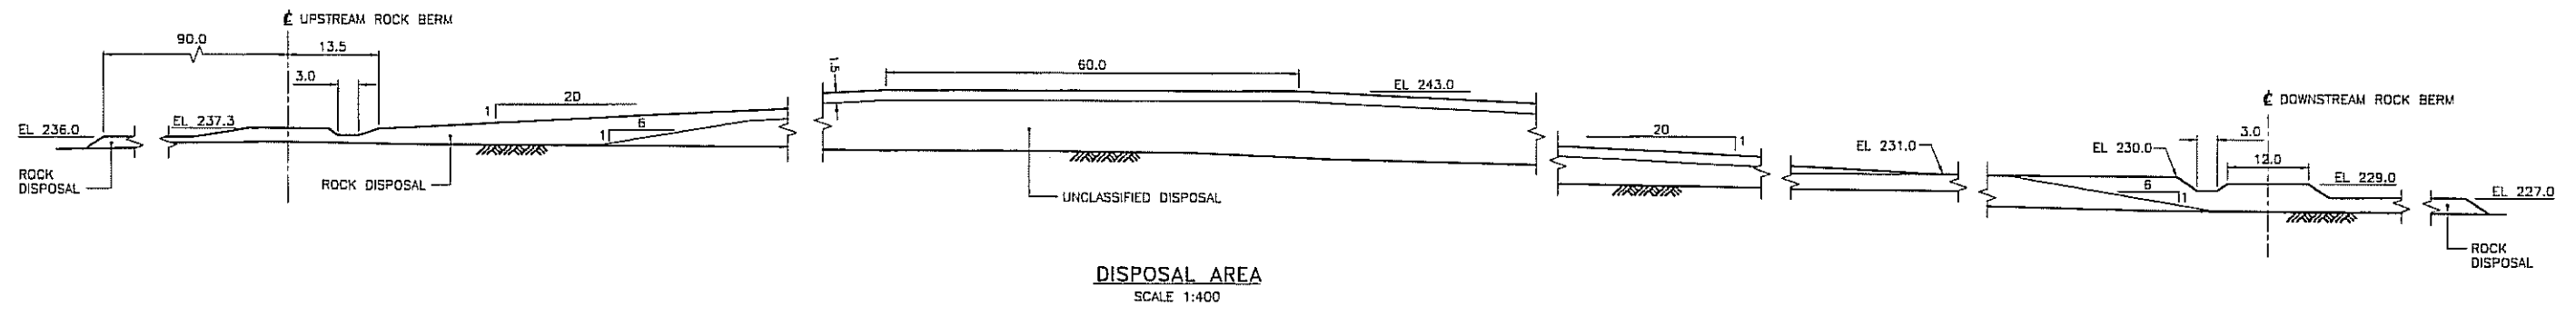 ℄ UPSTREAM ROCK BERM
90.0
13.5
3.0
20
1
6
1
EL 236.0
EL 237.3
ROCK
DISPOSAL
ROCK DISPOSAL
1.5
60.0
EL 243.0
UNCLASSIFIED DISPOSAL
20
1
EL 231.0
℄ DOWNSTREAM ROCK BERM
EL 230.0
3.0
12.0
6
1
EL 229.0
EL 227.0
ROCK
DISPOSAL
DISPOSAL AREA
SCALE 1:400